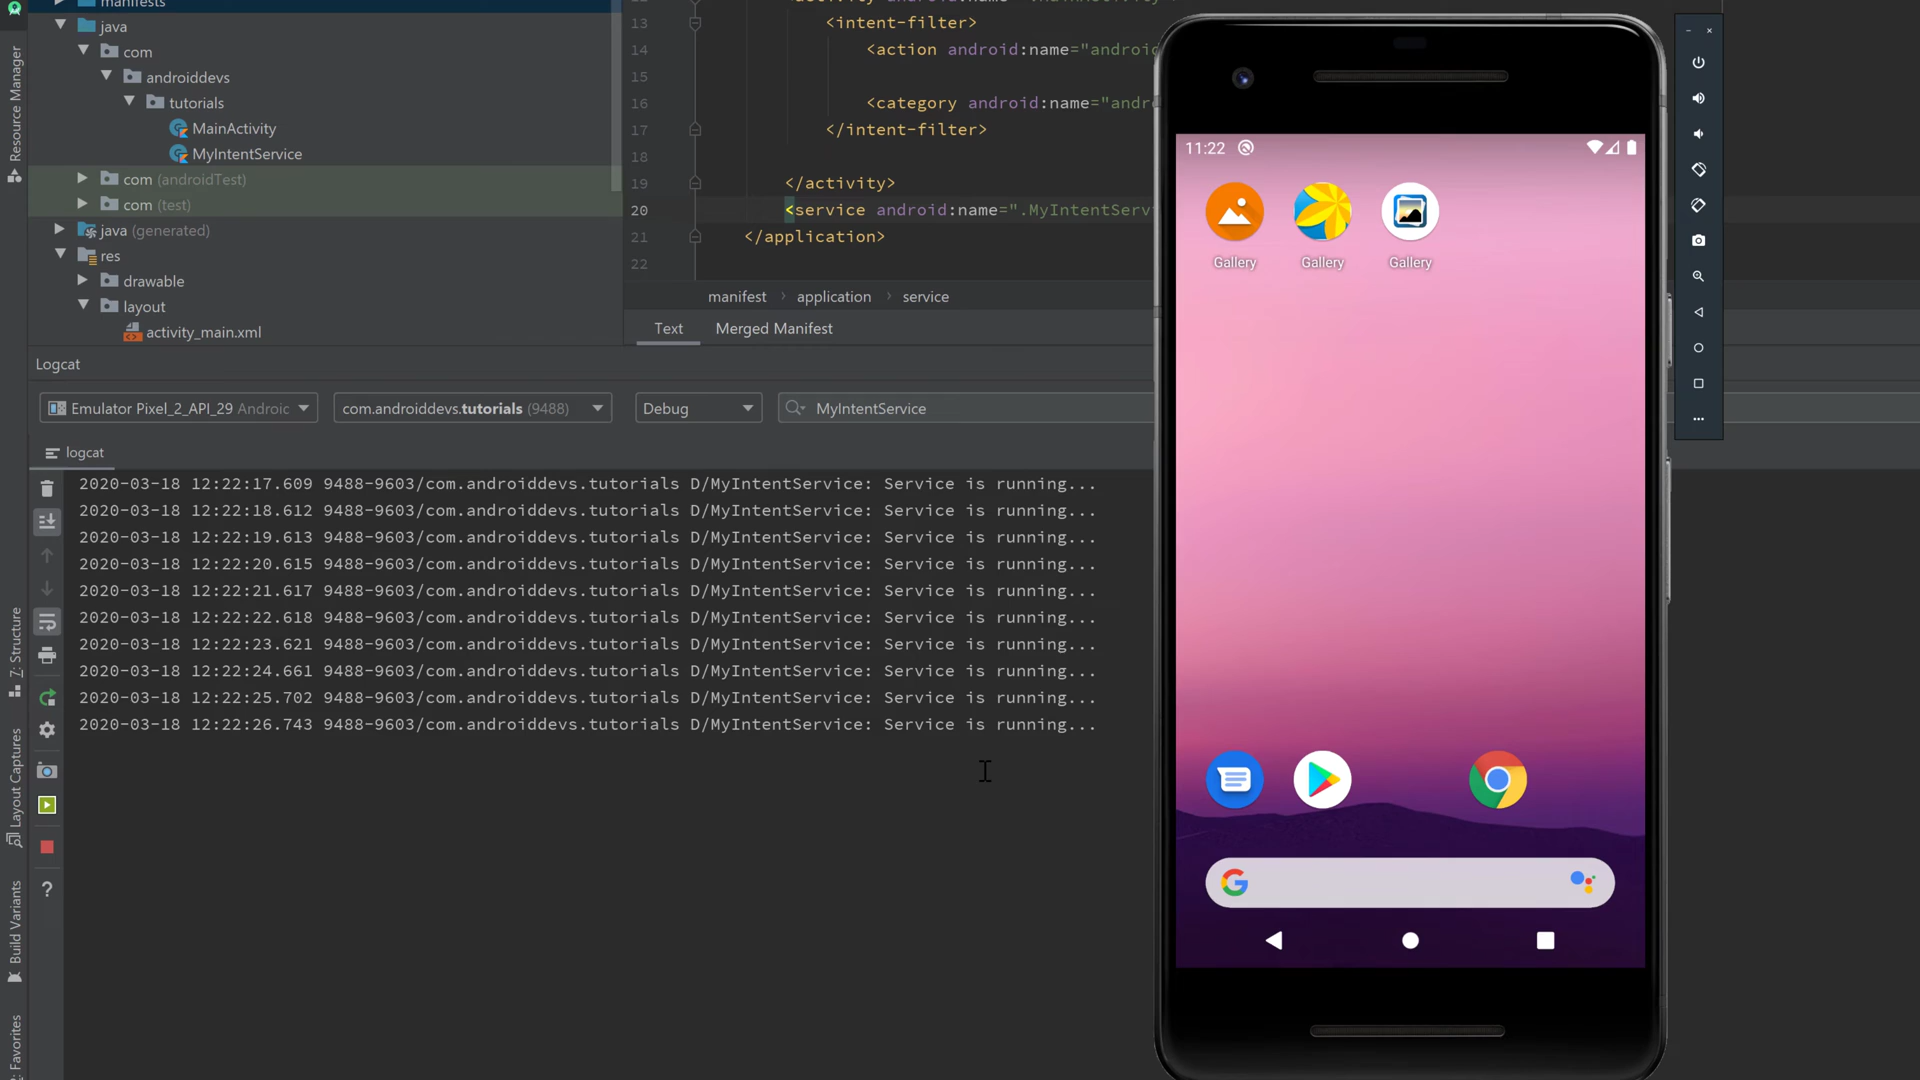 manifests
java
com
androiddevs
tutorials
MainActivity
MyIntentService
com (androidTest)
com (test)
java (generated)
res
drawable
layout
activity_main.xml
Resource Manager
13 <intent-filter>
14 <action android:name="android
15
16 <category android:name="andr
17 </intent-filter>
18
19 </activity>
20 <service android:name=".MyIntentServ
21 </application>
22
manifest > application > service
Text Merged Manifest
Logcat
Emulator Pixel_2_API_29 Androic com.androiddevs.tutorials (9488) Debug MyIntentService
logcat
2020-03-18 12:22:17.609 9488-9603/com.androiddevs.tutorials D/MyIntentService: Service is running...
2020-03-18 12:22:18.612 9488-9603/com.androiddevs.tutorials D/MyIntentService: Service is running...
2020-03-18 12:22:19.613 9488-9603/com.androiddevs.tutorials D/MyIntentService: Service is running...
2020-03-18 12:22:20.615 9488-9603/com.androiddevs.tutorials D/MyIntentService: Service is running...
2020-03-18 12:22:21.617 9488-9603/com.androiddevs.tutorials D/MyIntentService: Service is running...
2020-03-18 12:22:22.618 9488-9603/com.androiddevs.tutorials D/MyIntentService: Service is running...
2020-03-18 12:22:23.621 9488-9603/com.androiddevs.tutorials D/MyIntentService: Service is running...
2020-03-18 12:22:24.661 9488-9603/com.androiddevs.tutorials D/MyIntentService: Service is running...
2020-03-18 12:22:25.702 9488-9603/com.androiddevs.tutorials D/MyIntentService: Service is running...
2020-03-18 12:22:26.743 9488-9603/com.androiddevs.tutorials D/MyIntentService: Service is running...
7: Structure
Layout Captures
Build Variants
Favorites
11:22
Gallery Gallery Gallery